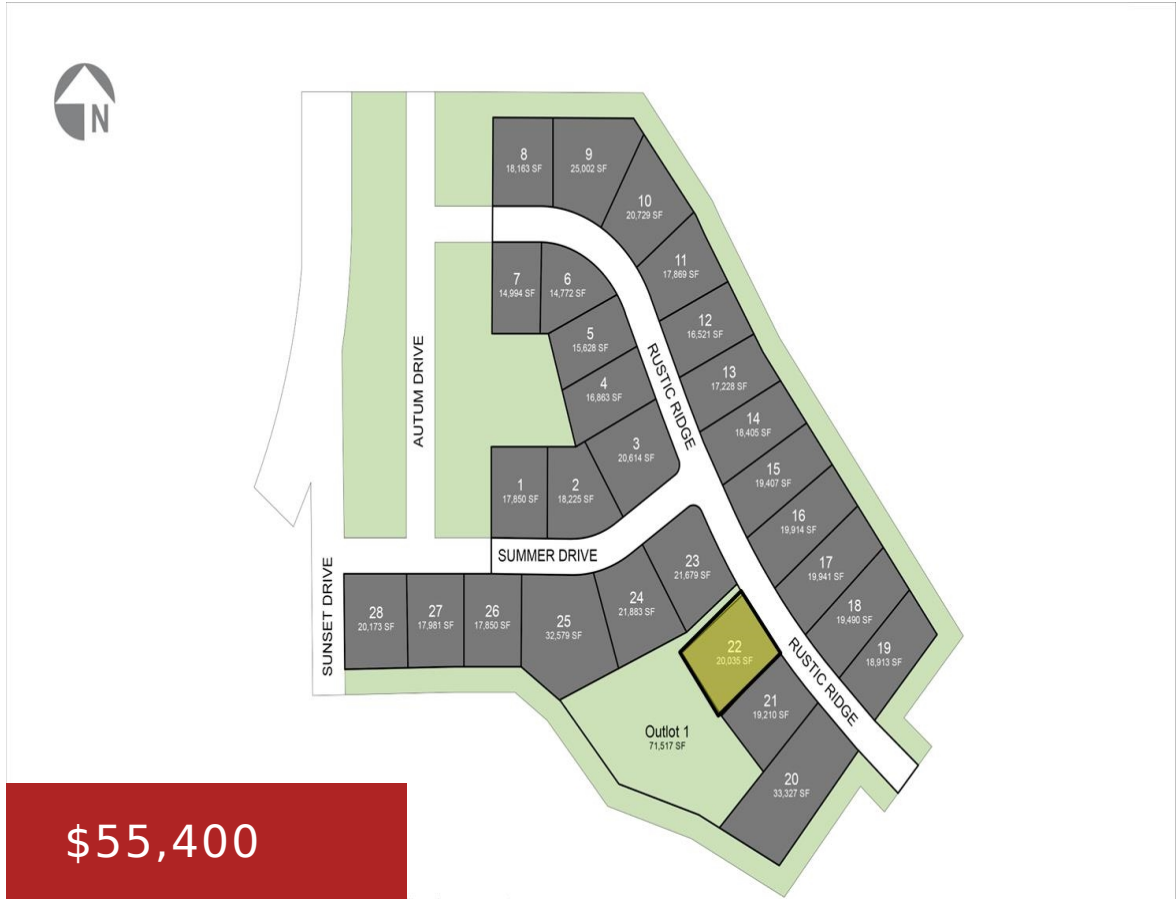 N
8
18,163 SF
9
25,002 SF
10
20,729 SF
11
17,869 SF
7
14,994 SF
6
14,772 SF
12
16,521 SF
5
15,628 SF
13
17,228 SF
4
16,863 SF
RUSTIC RIDGE
AUTUM DRIVE
14
18,405 SF
3
20,614 SF
15
19,407 SF
1
17,850 SF
2
18,225 SF
16
19,914 SF
SUMMER DRIVE
17
19,941 SF
23
21,679 SF
24
21,883 SF
18
19,490 SF
SUNSET DRIVE
28
20,173 SF
27
17,981 SF
26
17,850 SF
25
32,579 SF
22
20,035 SF
19
18,913 SF
RUSTIC RIDGE
21
19,210 SF
Outlot 1
71,517 SF
20
33,327 SF
$55,400